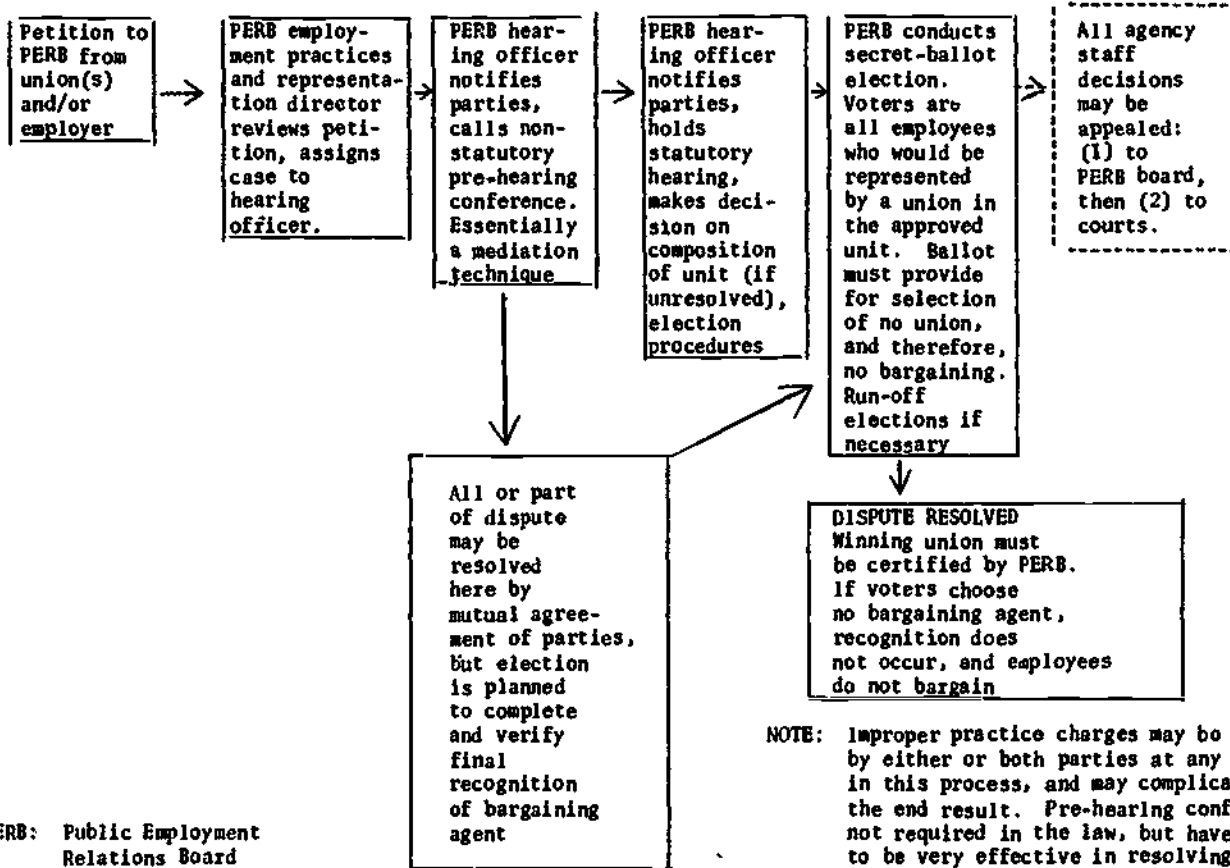 Petition to
PERB from
union(s)
and/or
employer
PERB employ-
ment practices
and representa-
tion director
reviews peti-
tion, assigns
case to
hearing
officer.
PERB hear-
ing officer
notifies
parties,
calls non-
statutory
pre-hearing
conference.
Essentially
a mediation
technique
PERB hear-
ing officer
notifies
parties,
holds
statutory
hearing,
makes deci-
sion on
composition
of unit (if
unresolved),
election
procedures
PERB conducts
secret-ballot
election.
Voters are
all employees
who would be
represented
by a union in
the approved
unit. Ballot
must provide
for selection
of no union,
and therefore,
no bargaining.
Run-off
elections if
necessary
All agency
staff
decisions
may be
appealed:
(1) to
PERB board,
then (2) to
courts.
All or part
of dispute
may be
resolved
here by
mutual agree-
ment of parties,
but election
is planned
to complete
and verify
final
recognition
of bargaining
agent
DISPUTE RESOLVED
Winning union must
be certified by PERB.
If voters choose
no bargaining agent,
recognition does
not occur, and employees
do not bargain
NOTE: Improper practice charges may be
by either or both parties at any
in this process, and may complica
the end result. Pre-hearing conf
not required in the law, but have
to be very effective in resolving
ERB: Public Employment
Relations Board